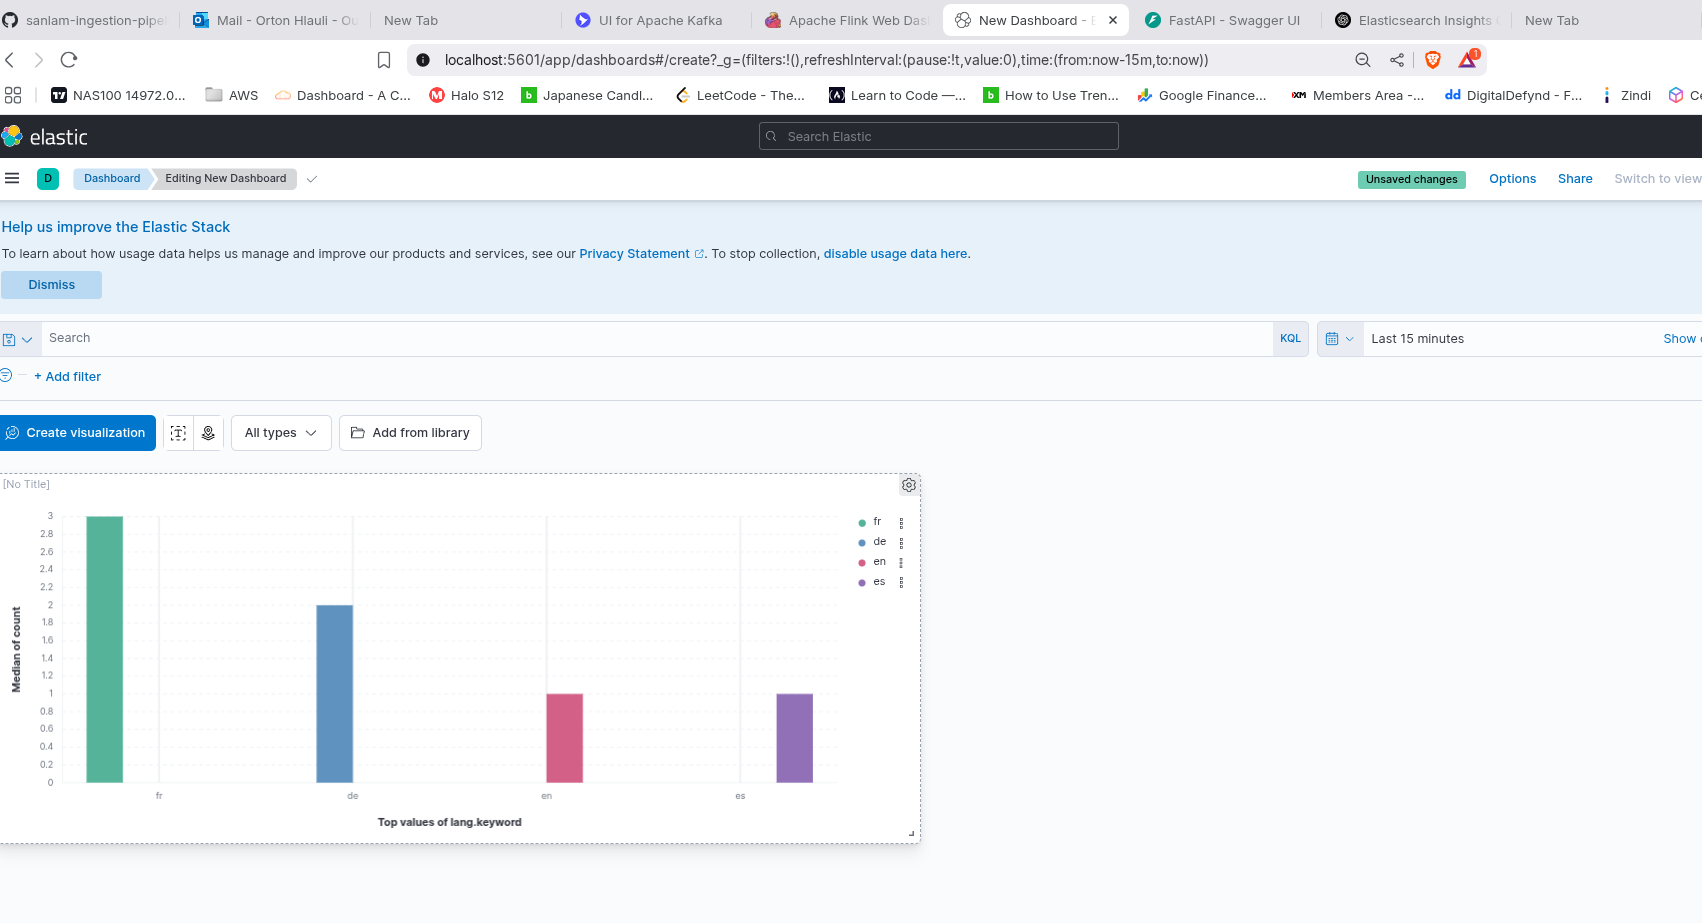 sanlam-ingestion-pipe
Mail - Orton Hlauli - Ou
New Tab
UI for Apache Kafka
Apache Flink Web Das
New Dashboard - E
FastAPI - Swagger UI
Elasticsearch Insights
New Tab
localhost:5601/app/dashboards#/create?_g=(filters:!(),refreshInterval:(pause:!t,value:0),time:(from:now-15m,to:now))
1
NAS100 14972.0...
AWS
Dashboard - A C...
Halo S12
Japanese Candl...
LeetCode - The...
Learn to Code —...
How to Use Tren...
Google Finance...
Members Area -...
DigitalDefynd - F...
Zindi
Ce
elastic
Search Elastic
D
Dashboard
Editing New Dashboard
Unsaved changes
Options
Share
Switch to view
Help us improve the Elastic Stack
To learn about how usage data helps us manage and improve our products and services, see our Privacy Statement. To stop collection, disable usage data here.
Dismiss
Search
KQL
Last 15 minutes
Show
+ Add filter
Create visualization
All types
Add from library
[No Title]
Median of count
3
2.8
2.6
2.4
2.2
2
1.8
1.6
1.4
1.2
1
0.8
0.6
0.4
0.2
0
fr
de
en
es
Top values of lang.keyword
fr
de
en
es